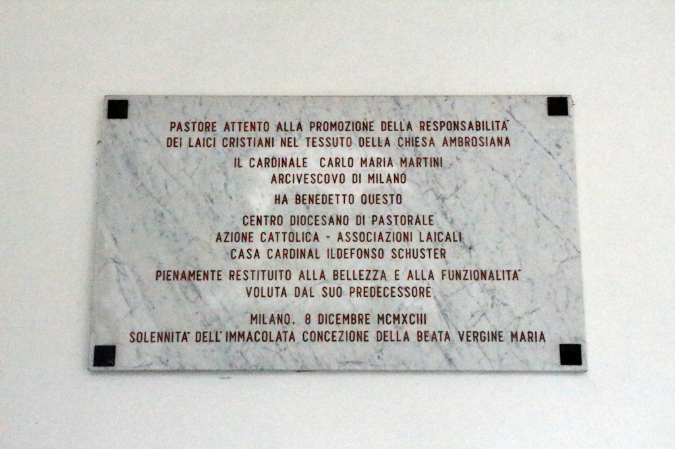 PASTORE ATTENTO ALLA PROMOZIONE DELLA RESPONSABILITA'
DEI LAICI CRISTIANI NEL TESSUTO DELLA CHIESA AMBROSIANA
IL CARDINALE CARLO MARIA MARTINI
ARCIVESCOVO DI MILANO
HA BENEDETTO QUESTO
CENTRO DIOCESANO DI PASTORALE
AZIONE CATTOLICA - ASSOCIAZIONI LAICALI
CASA CARDINAL ILDEFONSO SCHUSTER
PIENAMENTE RESTITUITO ALLA BELLEZZA E ALLA FUNZIONALITA'
VOLUTA DAL SUO PREDECESSORE
MILANO. 8 DICEMBRE MCMXCIII
SOLENNITA' DELL'IMMACOLATA CONCEZIONE DELLA BEATA VERGINE MARIA